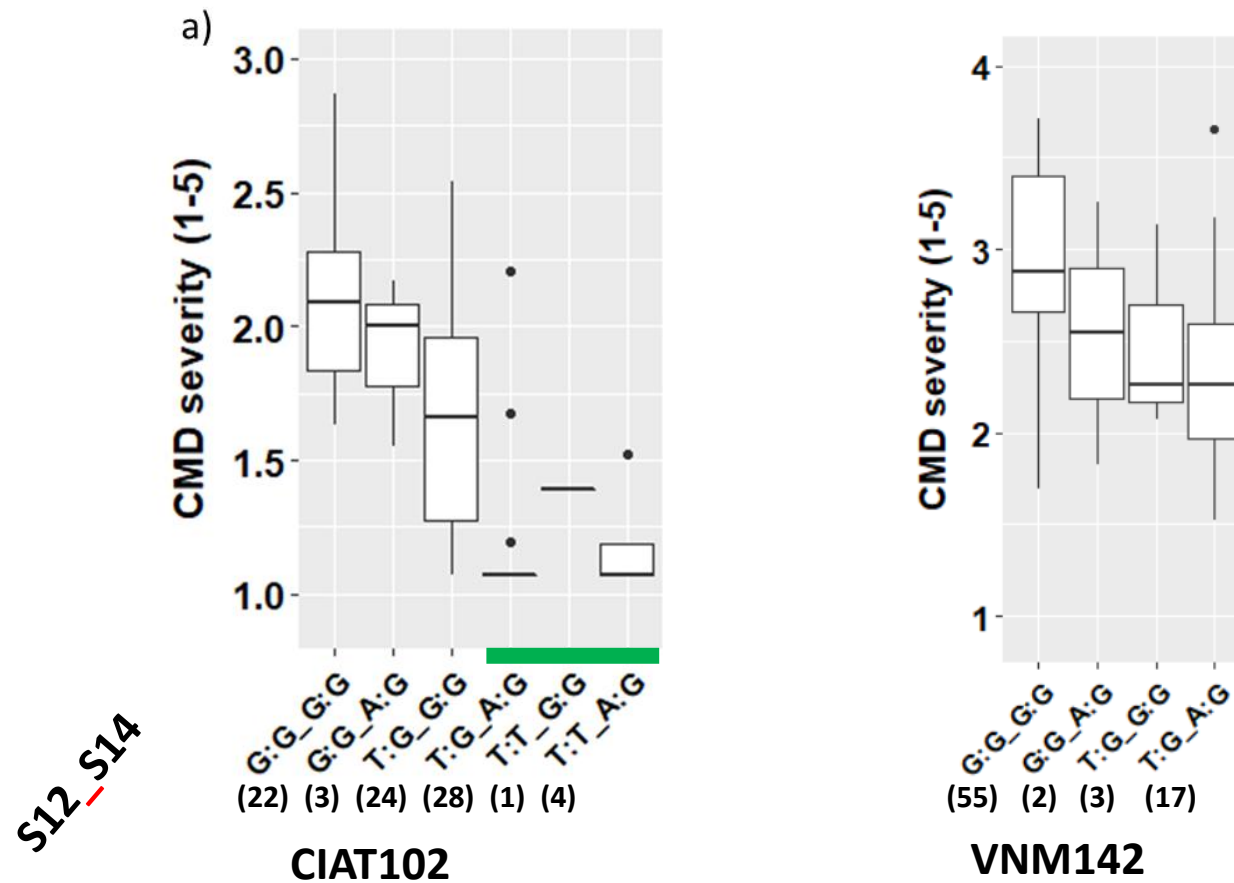 a)
CMD severity (1-5)
3.0
2.5
2.0
1.5
1.0
G:G_G:G
G:G_A:G
T:G_G:G
T:G_A:G
T:T_G:G
T:T_A:G
S12_S14
(22) (3) (24) (28) (1) (4)
CIAT102
CMD severity (1-5)
4
3
2
1
G:G_G:G
G:G_A:G
T:G_G:G
T:G_A:G
(55) (2) (3) (17)
VNM142